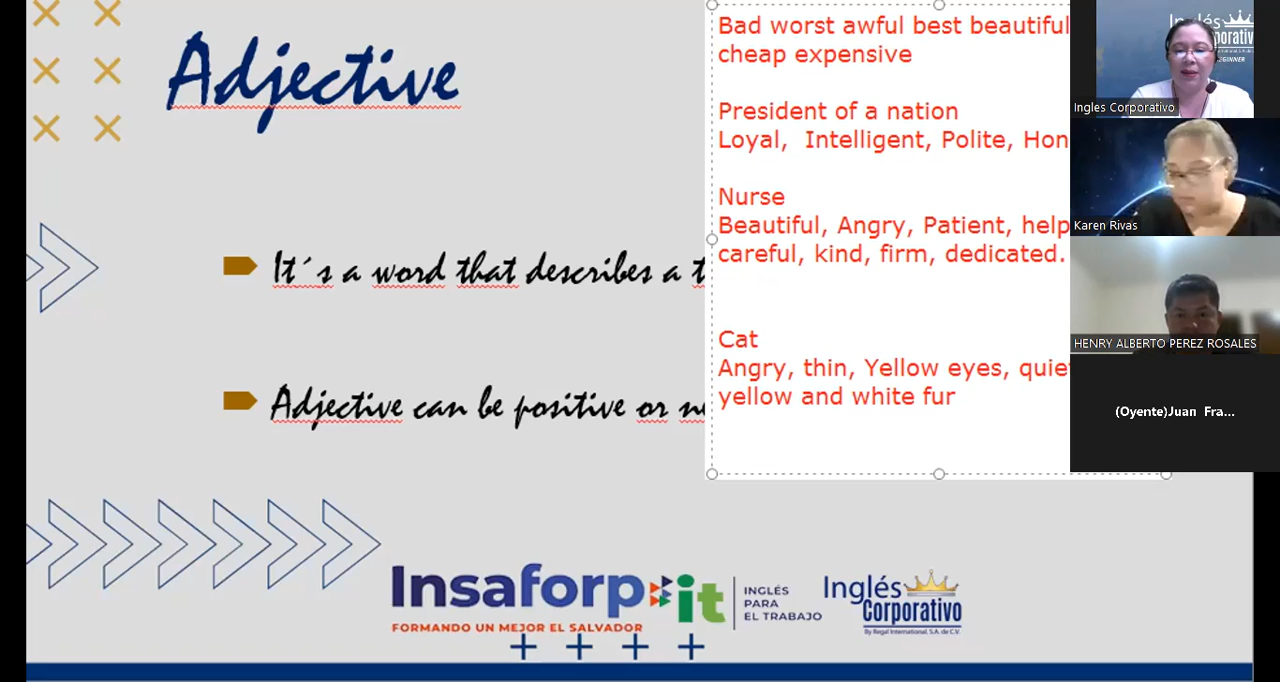 Adjective
It´s a word that describes a
Adjective can be positive or
Bad worst awful best beautiful
cheap expensive
President of a nation
Loyal, Intelligent, Polite,
Nurse
Beautiful, Angry, Patient,
careful, kind, firm, dedicated.
Cat
Angry, thin, Yellow eyes,
yellow and white fur
Inglés
Corporativo
Ingles Corporativo
Karen Rivas
HENRY ALBERTO PEREZ ROSALES
(Oyente)Juan Fra...
Insaforp it
FORMANDO UN MEJOR EL SALVADOR
INGLÉS
PARA
EL TRABAJO
Inglés
Corporativo
By Regal International, S.A. de C.V.